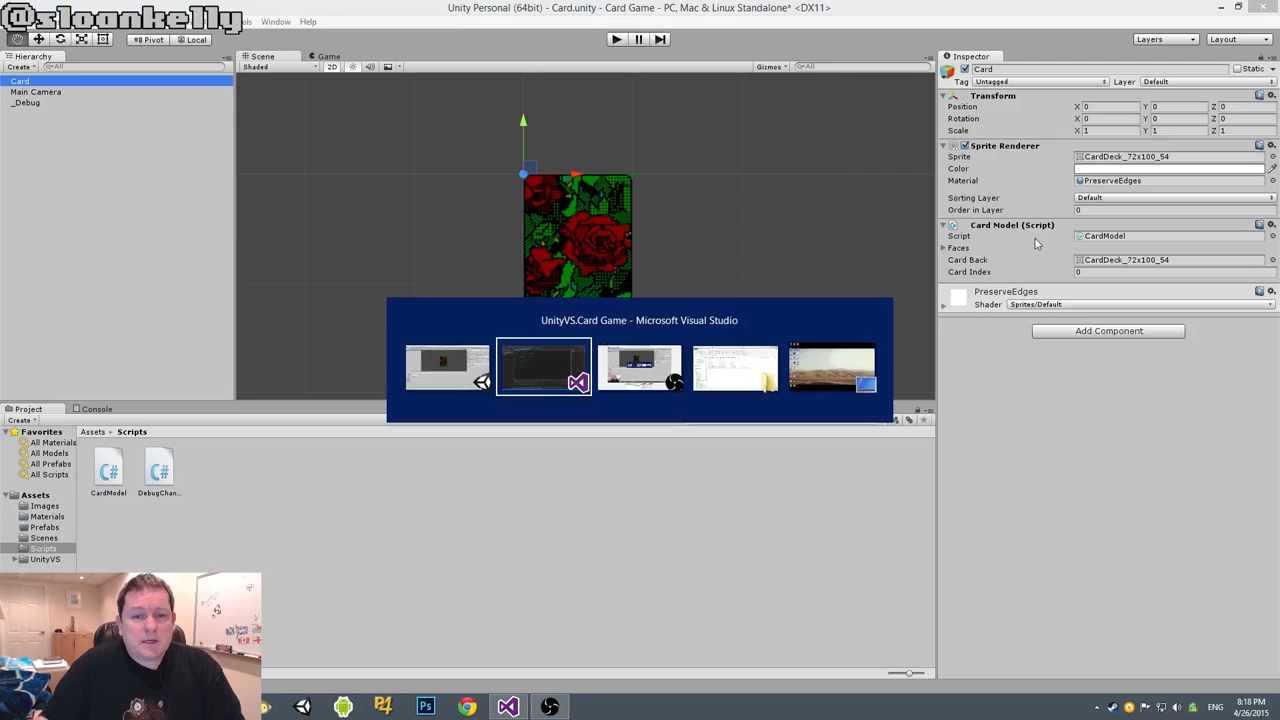 @sloankelly
Unity Personal (64bit) - Card.unity - Card Game - PC, Mac & Linux Standalone* <DX11>
Window Help
Pivot Local
Layers Layout
Hierarchy
Create All
Card
Main Camera
_Debug
Scene Game
Shaded 2D Gizmos All
Inspector
Card Static
Tag Untagged Layer Default
Transform
Position X 0 Y 0 Z 0
Rotation X 0 Y 0 Z 0
Scale X 1 Y 1 Z 1
Sprite Renderer
Sprite CardDeck_72x100_54
Color
Material PreserveEdges
Sorting Layer Default
Order in Layer 0
Card Model (Script)
Script CardModel
Faces
Card Back CardDeck_72x100_54
Card Index 0
PreserveEdges
Shader Sprites/Default
Add Component
UnityVS.Card Game - Microsoft Visual Studio
Project Console
Create
Favorites
All Materials
All Models
All Prefabs
All Scripts
Assets
Images
Materials
Prefabs
Scenes
Scripts
UnityVS
Assets Scripts
C# C#
CardModel DebugChan...
P4 Ps
ENG
8:18 PM
4/26/2015